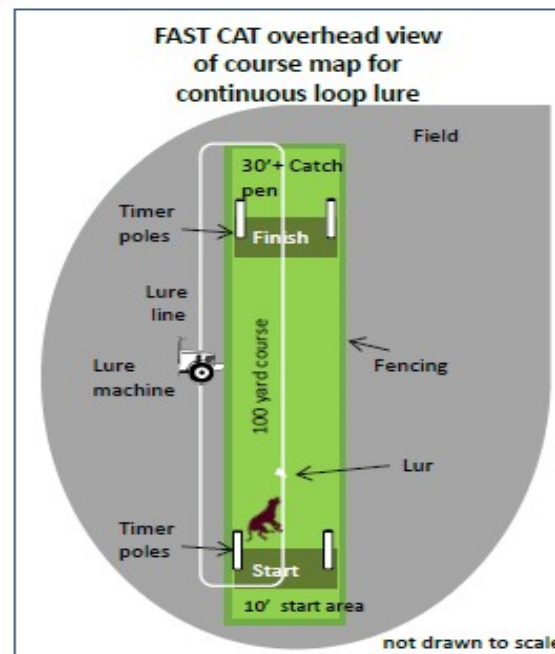 FAST CAT overhead view
of course map for
continuous loop lure
Field
30'+ Catch
pen
Timer
poles
Finish
Lure
line
Lure
machine
100 yard course
Fencing
Lur
Timer
poles
Start
10' start area
not drawn to scale